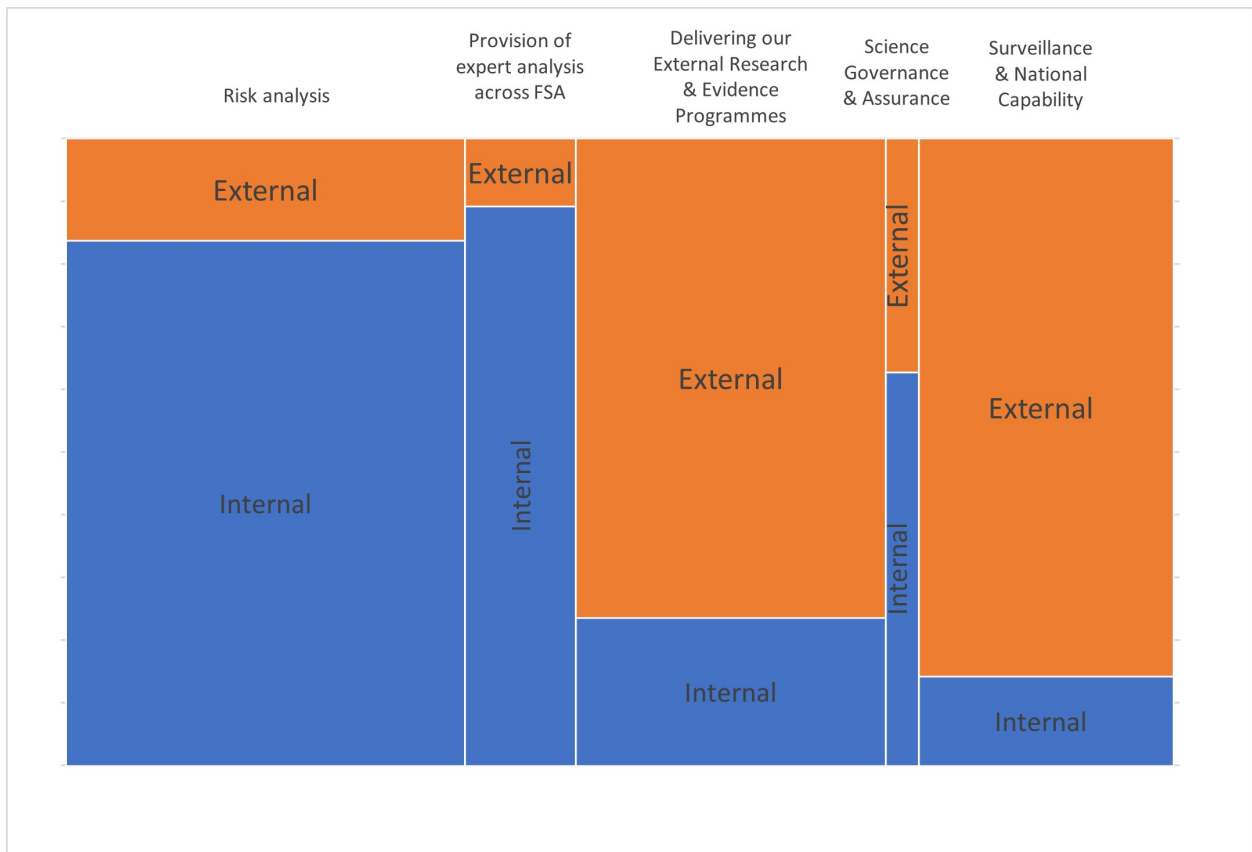 Risk analysis
Provision of
expert analysis
across FSA
Delivering our
External Research
& Evidence
Programmes
Science
Governance
& Assurance
Surveillance
& National
Capability
External
External
External
External
External
Internal
Internal
Internal
Internal
Internal